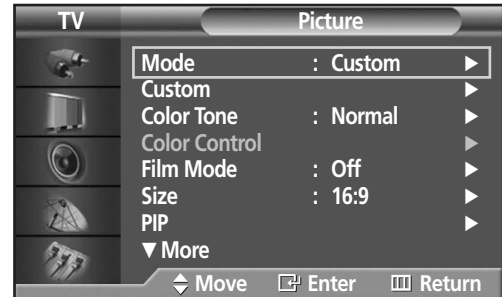 TV Picture
Mode : Custom ▶
Custom ▶
Color Tone : Normal ▶
Color Control ▶
Film Mode : Off ▶
Size : 16:9 ▶
PIP ▶
▼ More
Move Enter Return